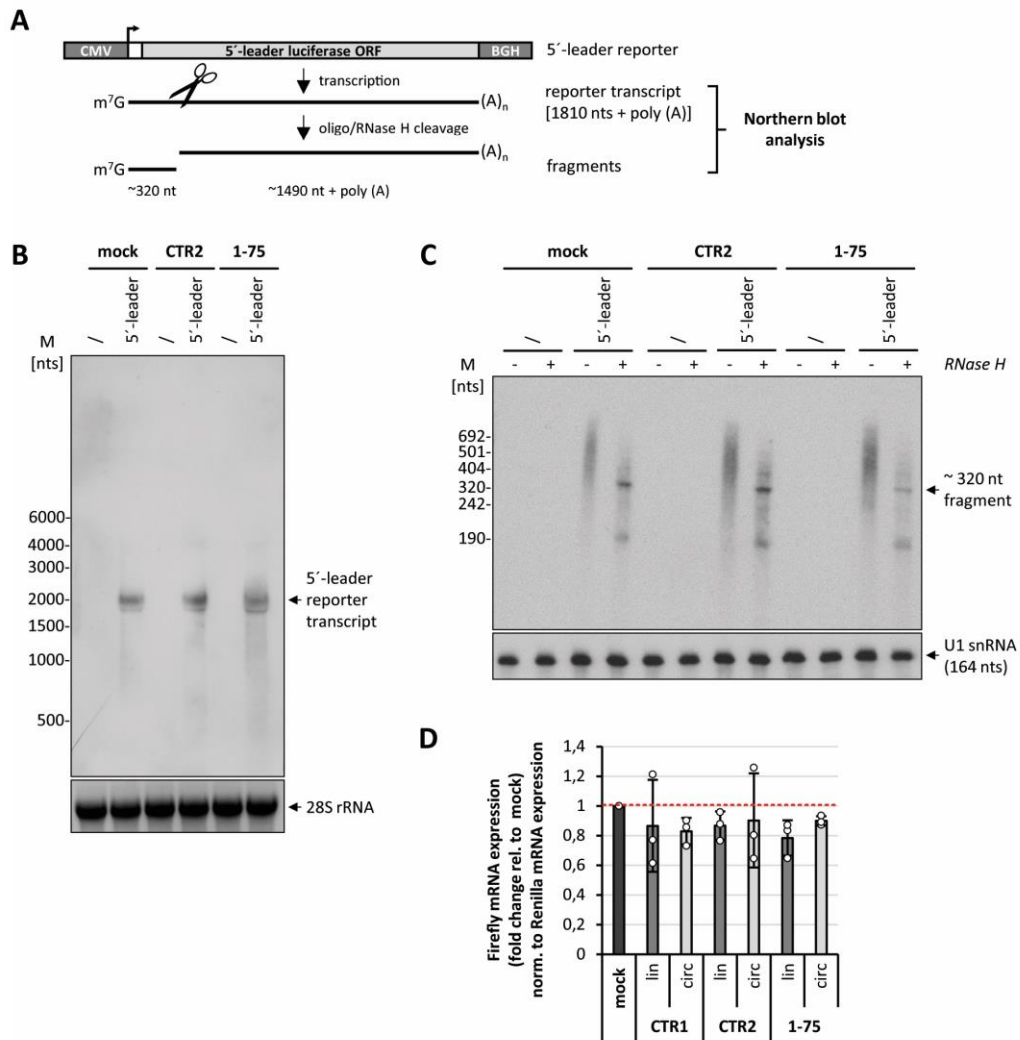 A
CMV
5´-leader luciferase ORF
BGH
5´-leader reporter
transcription
m⁷G
(A)n
reporter transcript
[1810 nts + poly (A)]
oligo/RNase H cleavage
(A)n
m⁷G
fragments
~320 nt
~1490 nt + poly (A)
Northern blot
analysis
B
mock
CTR2
1-75
/
5´-leader
/
5´-leader
/
5´-leader
M
[nts]
6000-
4000-
3000-
2000-
1500-
1000-
500-
5´-leader
reporter
transcript
28S rRNA
C
mock
CTR2
1-75
/
5´-leader
/
5´-leader
/
5´-leader
M
[nts]
- + - + - + - + - + - +
RNase H
692-
501-
404-
320-
242-
190-
~ 320 nt
fragment
U1 snRNA
(164 nts)
D
Firefly mRNA expression
(fold change rel. to mock)
norm. to Renilla mRNA expression
1,4
1,2
1
0,8
0,6
0,4
0,2
0
mock
lin
circ
lin
circ
lin
circ
CTR1
CTR2
1-75